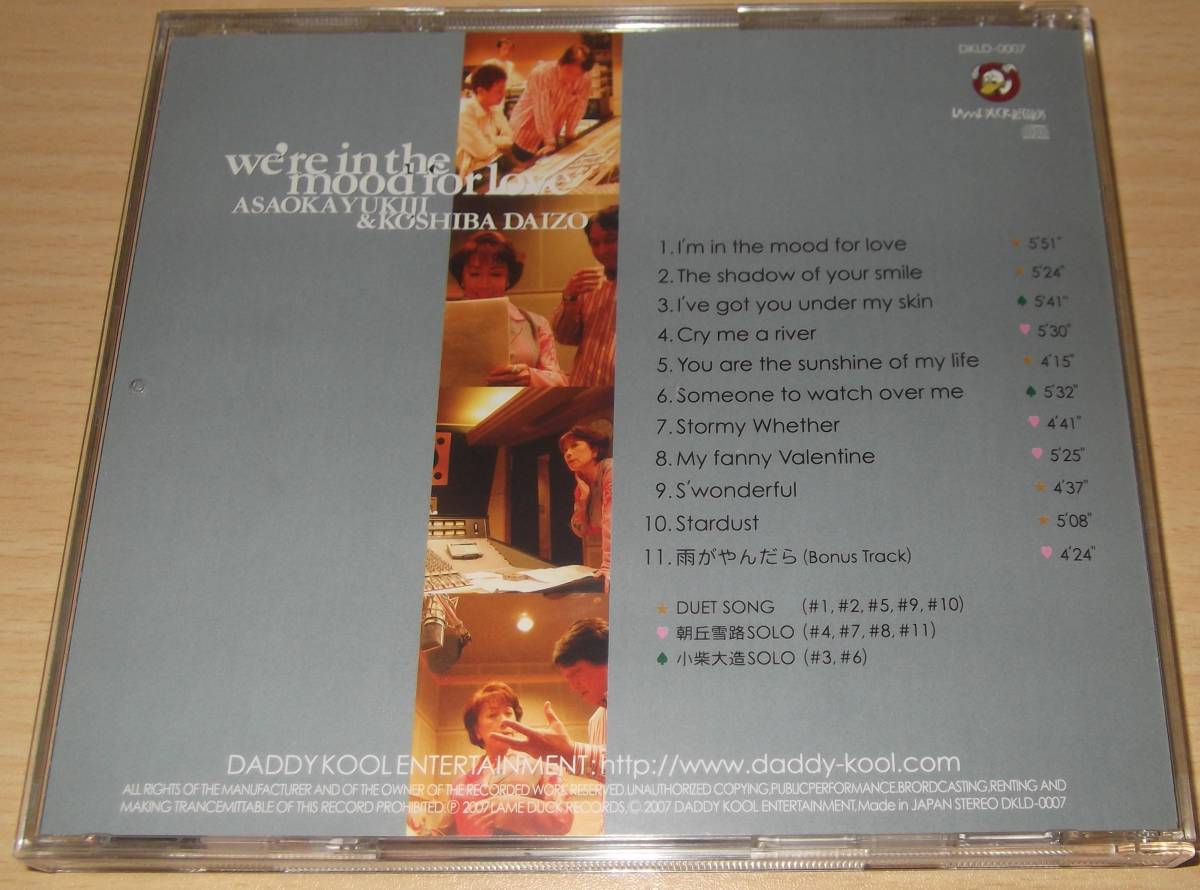 DKLD-0007
LAME DUCK RECORDS
we're in the
mood for love
ASAOKA YUKIJI
& KOSHIBA DAIZO
1. I'm in the mood for love ★ 5'51"
2. The shadow of your smile ★ 5'24"
3. I've got you under my skin ♠ 5'41"
4. Cry me a river ♥ 5'30"
5. You are the sunshine of my life ★ 4'15"
6. Someone to watch over me ♠ 5'32"
7. Stormy Whether ♥ 4'41"
8. My fanny Valentine ♥ 5'25"
9. S'wonderful ★ 4'37"
10. Stardust ★ 5'08"
11. 雨がやんだら (Bonus Track) ♥ 4'24"
★ DUET SONG (#1, #2, #5, #9, #10)
♥ 朝丘雪路SOLO (#4, #7, #8, #11)
♠ 小柴大造SOLO (#3, #6)
DADDY KOOL ENTERTAINMENT : http://www.daddy-kool.com
ALL RIGHTS OF THE MANUFACTURER AND OF THE OWNER OF THE RECORDED WORK RESERVED.UNAUTHORIZED COPYING,PUBLICPERFORMANCE.BRORDCASTING,RENTING AND
MAKING TRANCEMITTABLE OF THIS RECORD PROHIBITED. ℗ 2007 LAME DUCK RECORDS, © 2007 DADDY KOOL ENTERTAINMENT, Made in JAPAN STEREO DKLD-0007